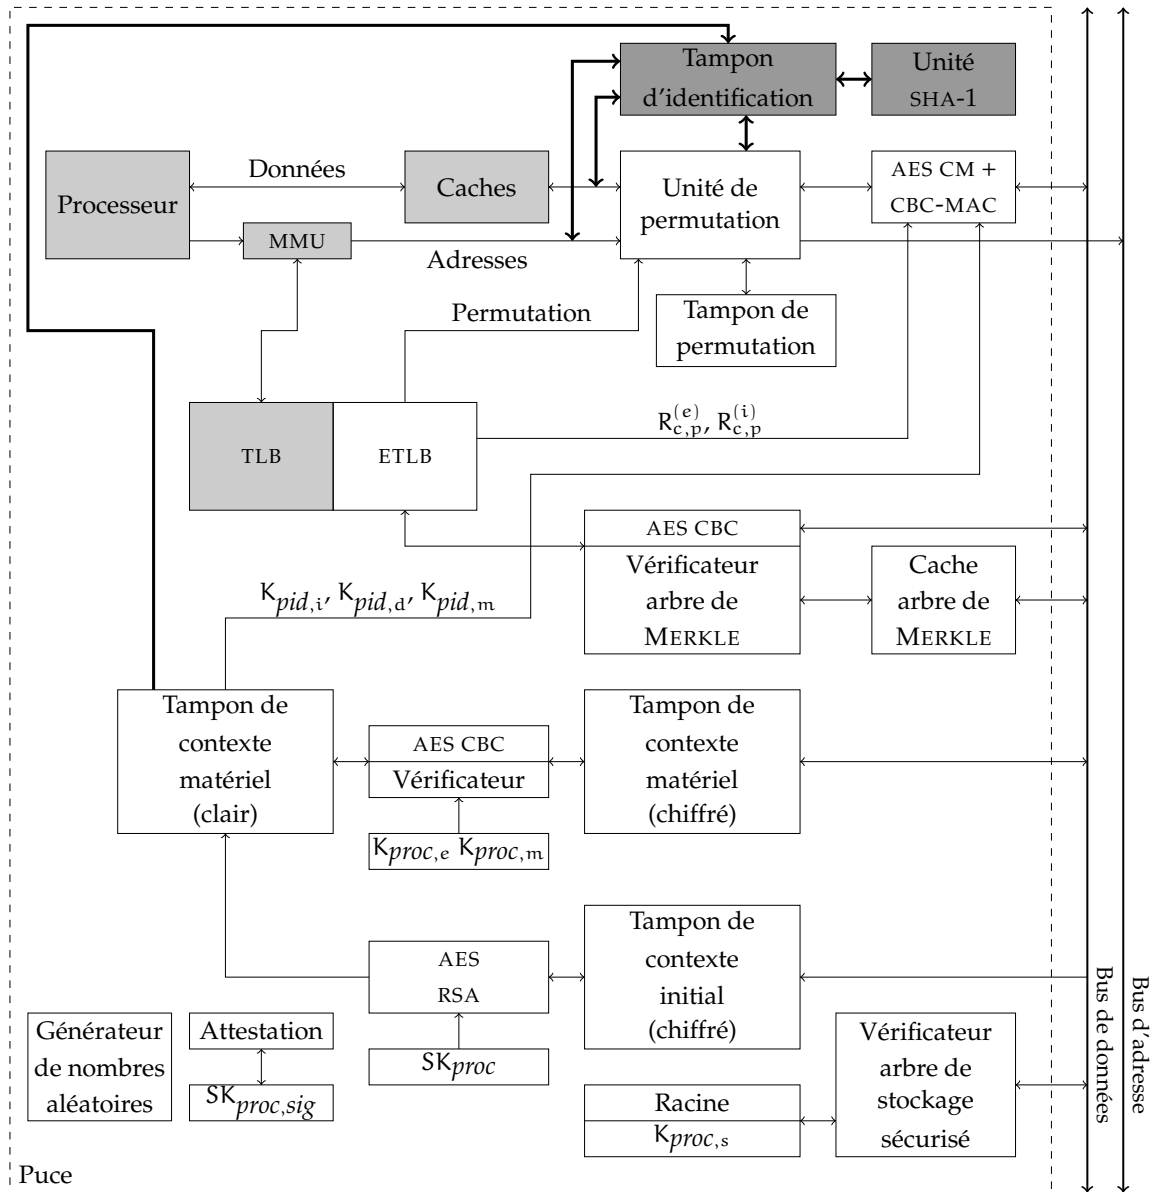 Tampon
d'identification
Unité
SHA-1
Processeur
Données
Caches
Unité de
permutation
AES CM +
CBC-MAC
MMU
Adresses
Permutation
Tampon de
permutation
TLB
ETLB
R_{c,p}^{(e)}, R_{c,p}^{(i)}
AES CBC
Vérificateur
arbre de
MERKLE
Cache
arbre de
MERKLE
K_{pid,i}, K_{pid,d}, K_{pid,m}
Tampon de
contexte
matériel
(clair)
AES CBC
Vérificateur
K_{proc,e} K_{proc,m}
Tampon de
contexte
matériel
(chiffré)
AES
RSA
SK_{proc}
Tampon de
contexte
initial
(chiffré)
Bus de données
Bus d'adresse
Générateur
de nombres
aléatoires
Attestation
SK_{proc,sig}
Racine
K_{proc,s}
Vérificateur
arbre de
stockage
sécurisé
Puce